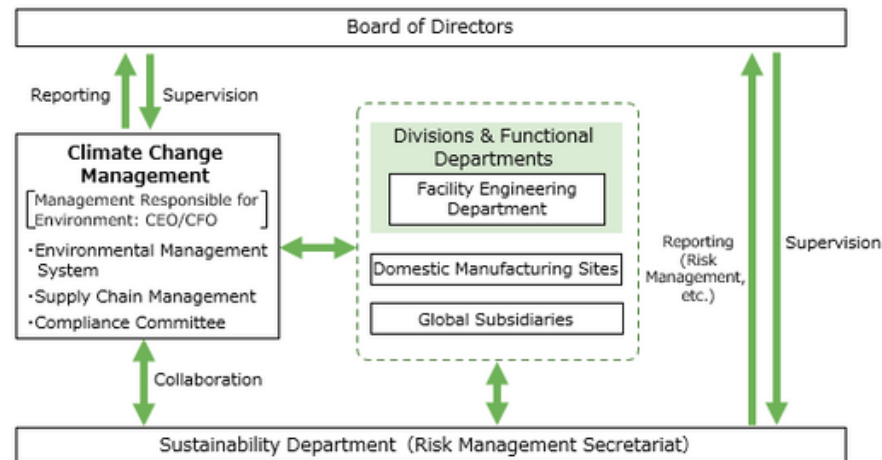 Board of Directors
Reporting
Supervision
Climate Change
Management
[Management Responsible for
Environment: CEO/CFO]
・Environmental Management
System
・Supply Chain Management
・Compliance Committee
Divisions & Functional
Departments
Facility Engineering
Department
Domestic Manufacturing Sites
Global Subsidiaries
Reporting
(Risk
Management,
etc.)
Supervision
Collaboration
Sustainability Department（Risk Management Secretariat）